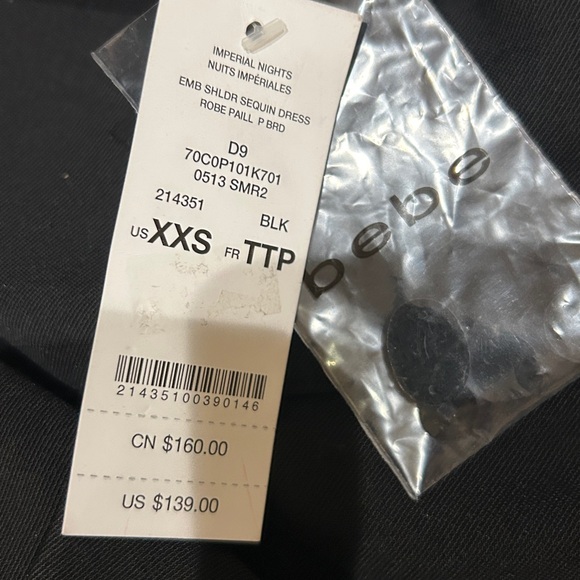 IMPERIAL NIGHTS
NUITS IMPÉRIALES
EMB SHLDR SEQUIN DRESS
ROBE PAILL P BRD
D9
70C0P101K701
0513 SMR2
214351 BLK
US XXS FR TTP
21435100390146
CN $160.00
US $139.00
bebe